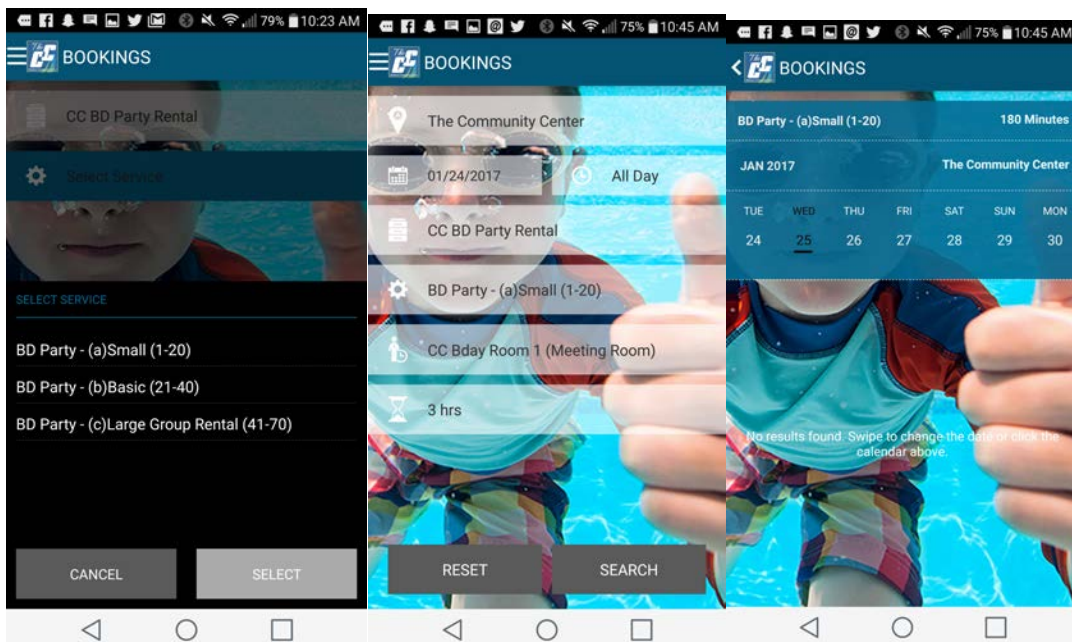 79% 10:23 AM
BOOKINGS
CC BD Party Rental
Select Service
SELECT SERVICE
BD Party - (a)Small (1-20)
BD Party - (b)Basic (21-40)
BD Party - (c)Large Group Rental (41-70)
CANCEL
SELECT
75% 10:45 AM
BOOKINGS
The Community Center
01/24/2017
All Day
CC BD Party Rental
BD Party - (a)Small (1-20)
CC Bday Room 1 (Meeting Room)
3 hrs
RESET
SEARCH
75% 10:45 AM
BOOKINGS
BD Party - (a)Small (1-20) 180 Minutes
JAN 2017 The Community Center
TUE WED THU FRI SAT SUN MON
24 25 26 27 28 29 30
No results found. Swipe to change the date or click the
calendar above.